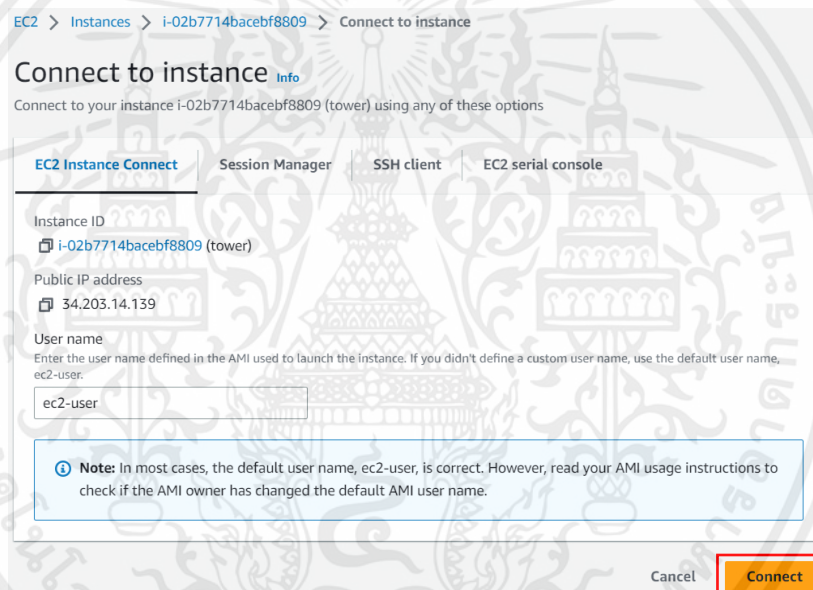 EC2 > Instances > i-02b7714bacebf8809 > Connect to instance
Connect to instance Info
Connect to your instance i-02b7714bacebf8809 (tower) using any of these options
EC2 Instance Connect Session Manager SSH client EC2 serial console
Instance ID
i-02b7714bacebf8809 (tower)
Public IP address
34.203.14.139
User name
Enter the user name defined in the AMI used to launch the instance. If you didn't define a custom user name, use the default user name,
ec2-user.
ec2-user
Note: In most cases, the default user name, ec2-user, is correct. However, read your AMI usage instructions to
check if the AMI owner has changed the default AMI user name.
Cancel Connect